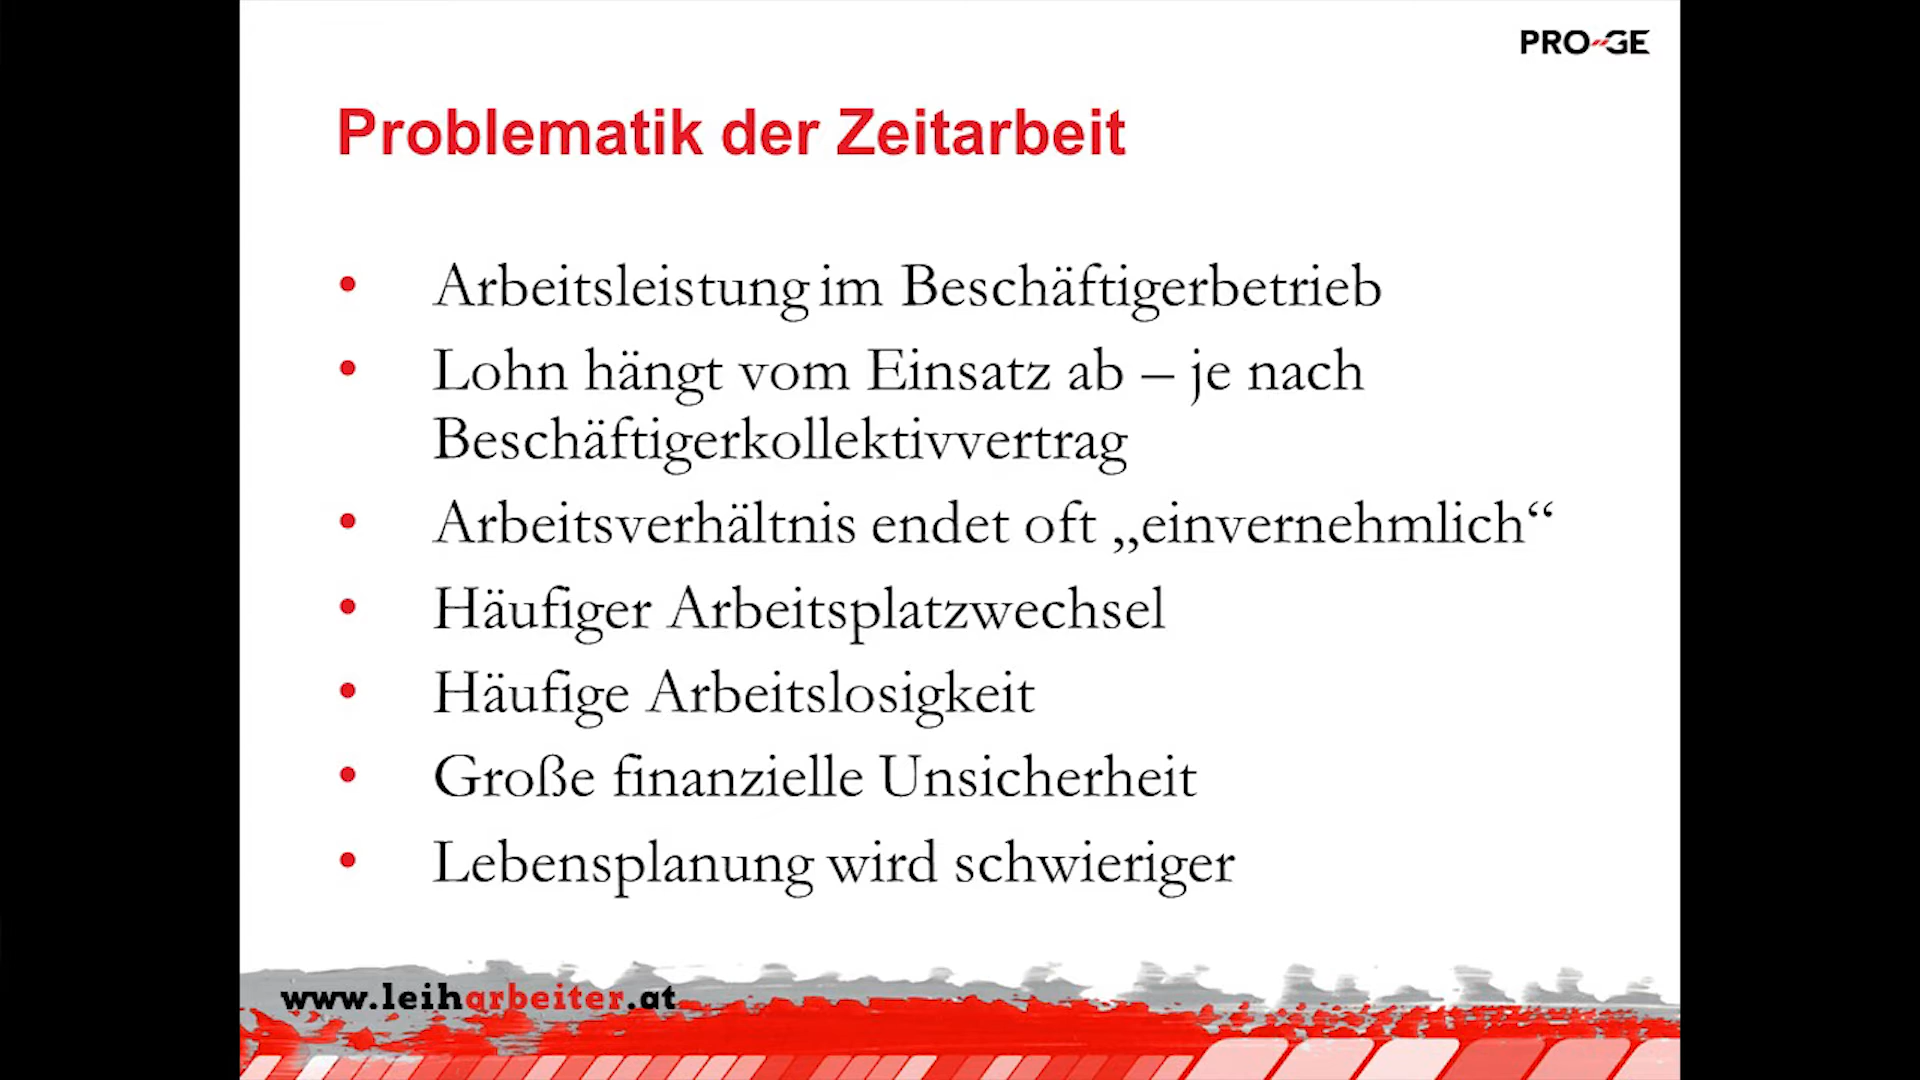 PRO-GE
Problematik der Zeitarbeit
• Arbeitsleistung im Beschäftigerbetrieb
• Lohn hängt vom Einsatz ab – je nach
Beschäftigerkollektivvertrag
• Arbeitsverhältnis endet oft „einvernehmlich“
• Häufiger Arbeitsplatzwechsel
• Häufige Arbeitslosigkeit
• Große finanzielle Unsicherheit
• Lebensplanung wird schwieriger
www.leiharbeiter.at